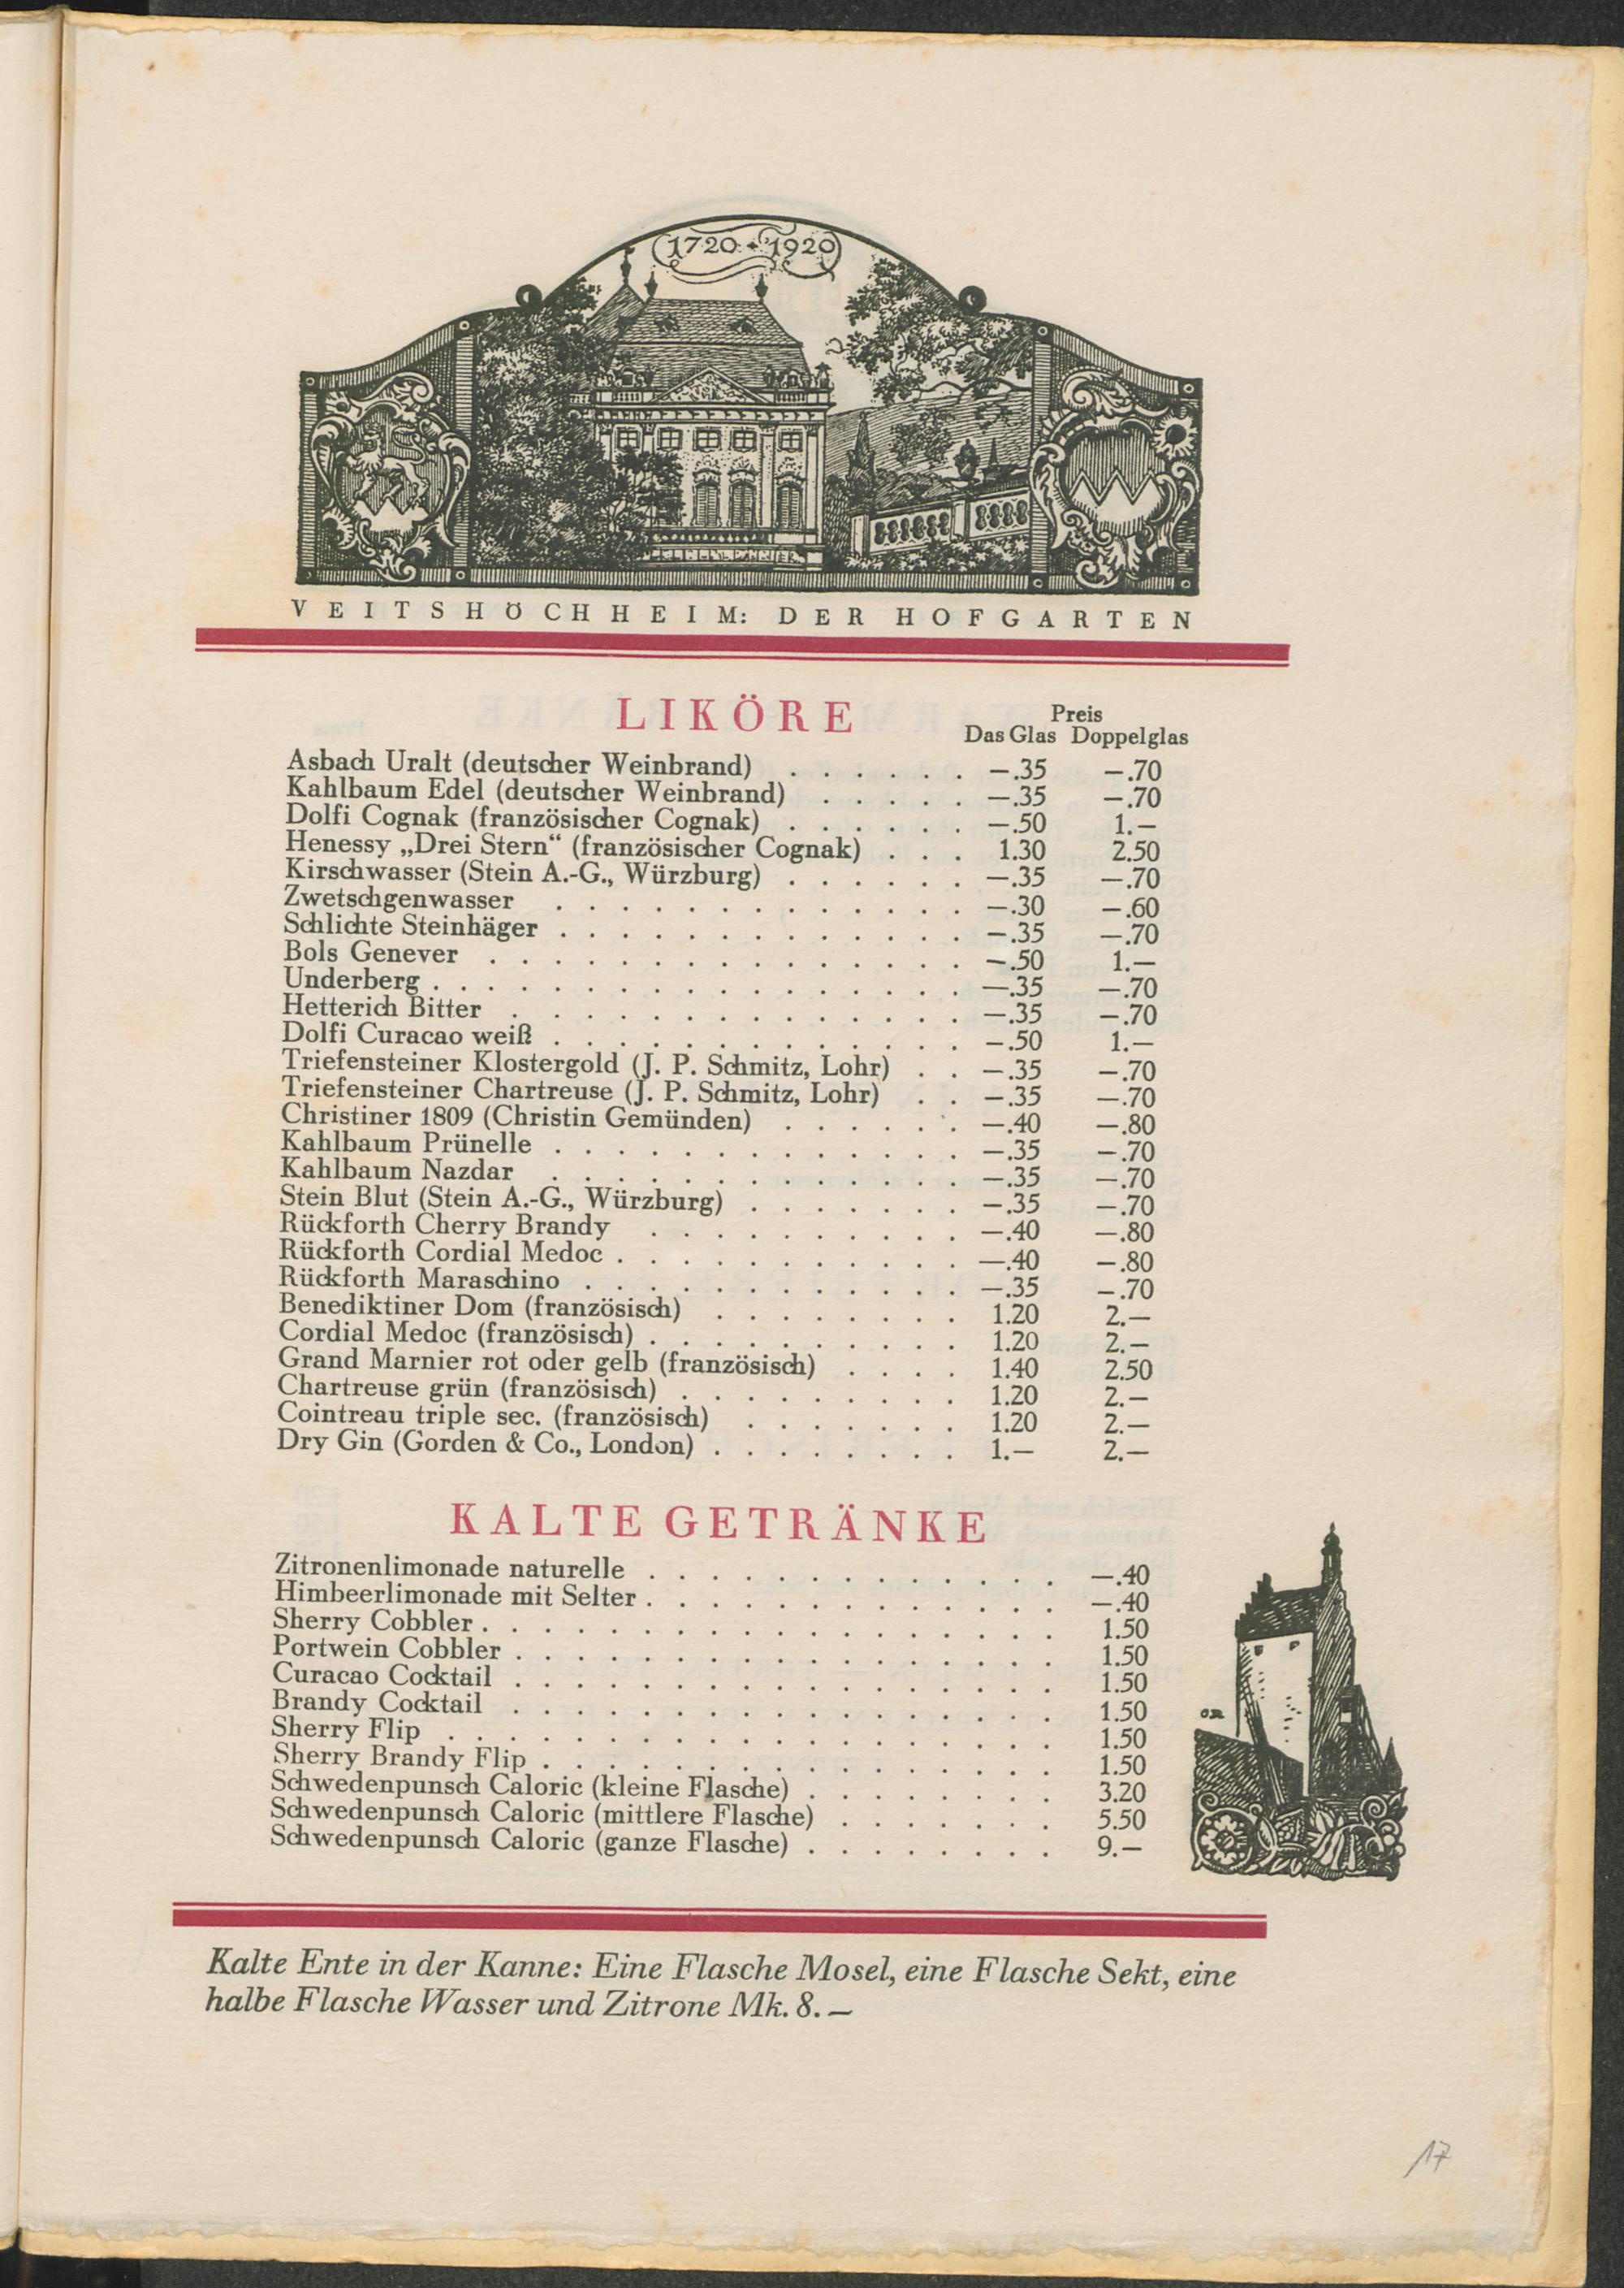 1720 · 1920
VEITSHÖCHHEIM: DER HOFGARTEN
LIKÖRE
Preis
Das Glas Doppelglas
Asbach Uralt (deutscher Weinbrand) . . . . . . —.35 —.70
Kahlbaum Edel (deutscher Weinbrand) . . . . . —.35 —.70
Dolfi Cognak (französischer Cognak) . . . . . . —.50 1.—
Henessy „Drei Stern“ (französischer Cognak) . . . 1.30 2.50
Kirschwasser (Stein A.-G., Würzburg) . . . . . . —.35 —.70
Zwetschgenwasser . . . . . . . . . . . . . —.30 —.60
Schlichte Steinhäger . . . . . . . . . . . . . —.35 —.70
Bols Genever . . . . . . . . . . . . . . . —.50 1.—
Underberg . . . . . . . . . . . . . . . . . —.35 —.70
Hetterich Bitter . . . . . . . . . . . . . . —.35 —.70
Dolfi Curacao weiß . . . . . . . . . . . . . —.50 1.—
Triefensteiner Klostergold (J. P. Schmitz, Lohr) . . —.35 —.70
Triefensteiner Chartreuse (J. P. Schmitz, Lohr) . . —.35 —.70
Christiner 1809 (Christin Gemünden) . . . . . . —.40 —.80
Kahlbaum Prünelle . . . . . . . . . . . . . —.35 —.70
Kahlbaum Nazdar . . . . . . . . . . . . . —.35 —.70
Stein Blut (Stein A.-G., Würzburg) . . . . . . . —.35 —.70
Rückforth Cherry Brandy . . . . . . . . . . —.40 —.80
Rückforth Cordial Medoc . . . . . . . . . . . —.40 —.80
Rückforth Maraschino . . . . . . . . . . . . —.35 —.70
Benediktiner Dom (französisch) . . . . . . . . 1.20 2.—
Cordial Medoc (französisch) . . . . . . . . . . 1.20 2.—
Grand Marnier rot oder gelb (französisch) . . . . 1.40 2.50
Chartreuse grün (französisch) . . . . . . . . . 1.20 2.—
Cointreau triple sec. (französisch) . . . . . . . 1.20 2.—
Dry Gin (Gorden & Co., London) . . . . . . . . 1.— 2.—
KALTE GETRÄNKE
Zitronenlimonade naturelle . . . . . . . . . . . . . —.40
Himbeerlimonade mit Selter . . . . . . . . . . . . . —.40
Sherry Cobbler . . . . . . . . . . . . . . . . . . 1.50
Portwein Cobbler . . . . . . . . . . . . . . . . . 1.50
Curacao Cocktail . . . . . . . . . . . . . . . . . 1.50
Brandy Cocktail . . . . . . . . . . . . . . . . . 1.50
Sherry Flip . . . . . . . . . . . . . . . . . . . 1.50
Sherry Brandy Flip . . . . . . . . . . . . . . . . 1.50
Schwedenpunsch Caloric (kleine Flasche) . . . . . . . . 3.20
Schwedenpunsch Caloric (mittlere Flasche) . . . . . . . 5.50
Schwedenpunsch Caloric (ganze Flasche) . . . . . . . . 9.—
Kalte Ente in der Kanne: Eine Flasche Mosel, eine Flasche Sekt, eine
halbe Flasche Wasser und Zitrone Mk. 8.—
17